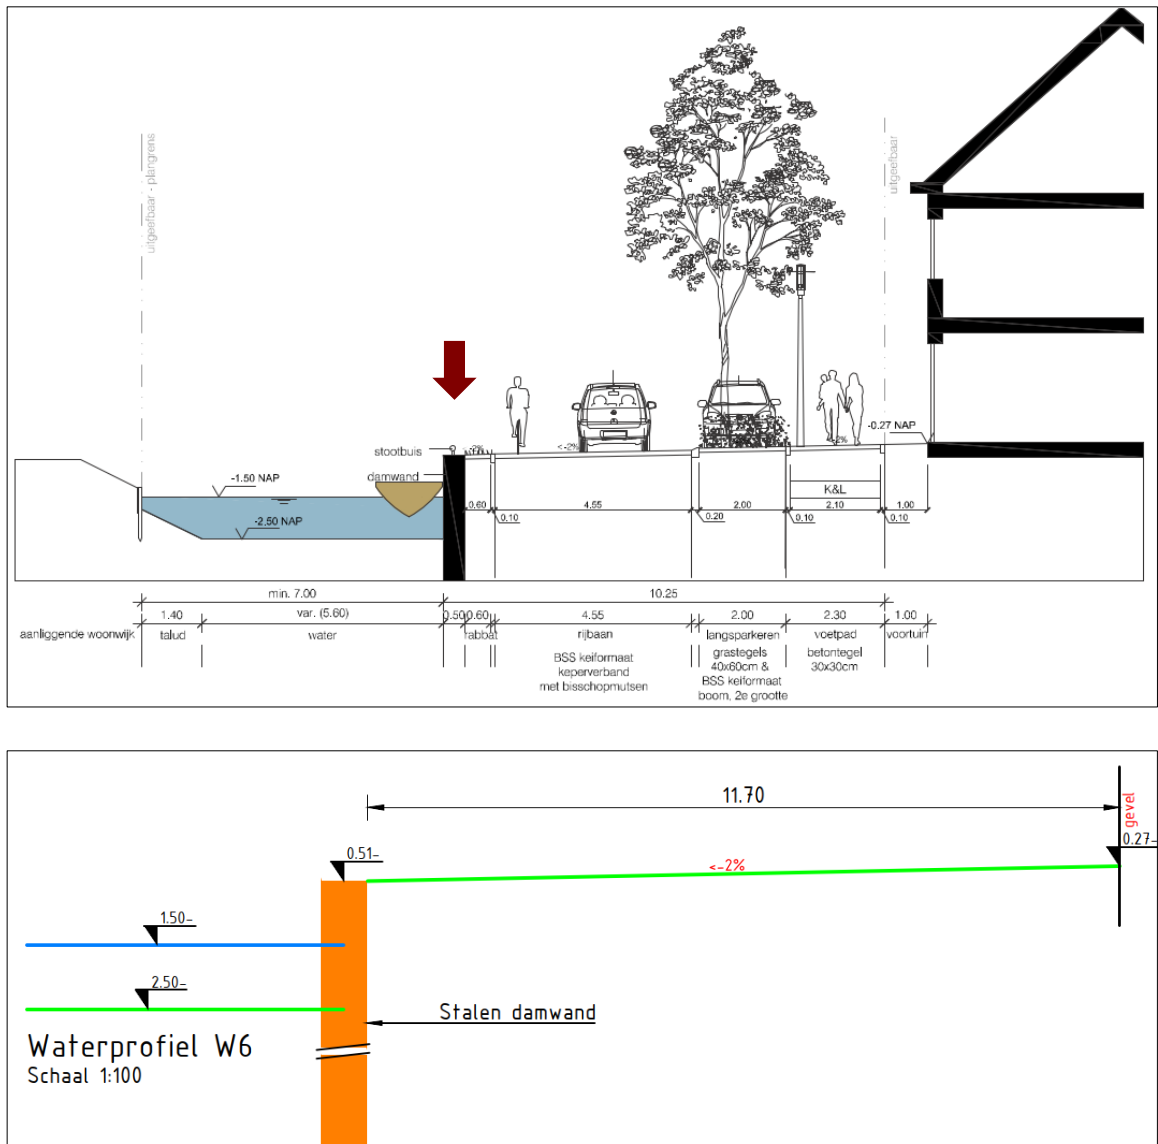 uitgeefbaar - plangrens
uitgeefbaar
stootbuis
damwand
-2%
<-2%
-2%
-0.27 NAP
-1.50 NAP
-2.50 NAP
K&L
0.60
4.55
2.00
2.10
1.00
0.10
0.20
0.10
0.10
min. 7.00
10.25
1.40
var. (5.60)
0.50
0.60
4.55
2.00
2.30
1.00
aanliggende woonwijk
talud
water
rabbat
rijbaan
langsparkeren
voetpad
voortuin
BSS keiformaat
keperverband
met bisschopmutsen
grastegels
40x60cm &
BSS keiformaat
boom, 2e grootte
betontegel
30x30cm
11.70
gevel
0.27-
0.51-
<-2%
1.50-
2.50-
Stalen damwand
Waterprofiel W6
Schaal 1:100